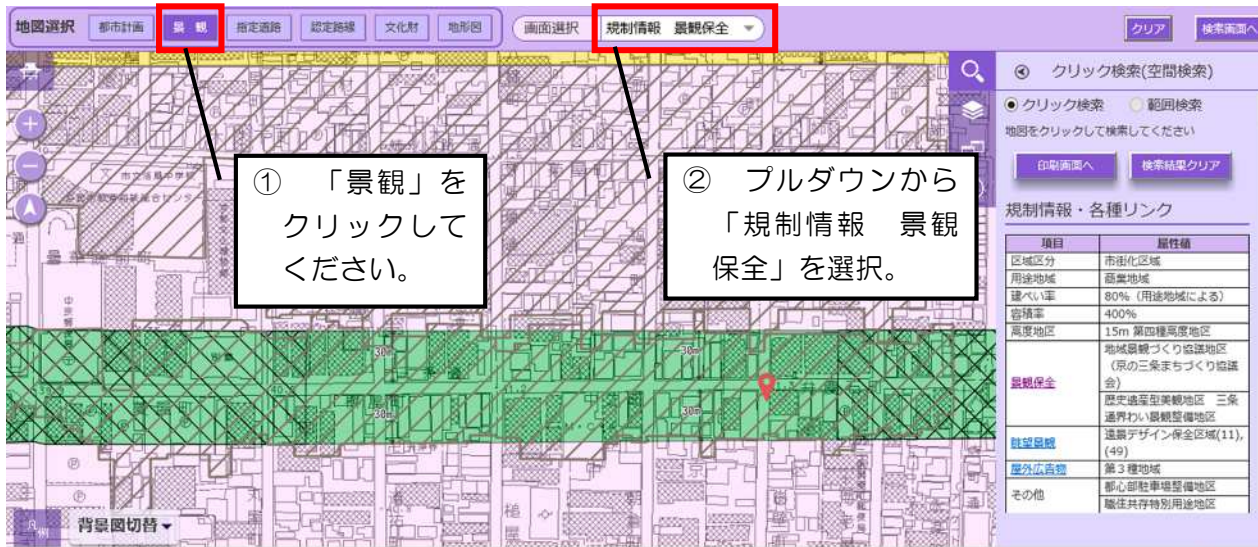 地図選択 都市計画 景 観 指定道路 認定路線 文化財 地形図 画面選択 規制情報 景観保全 クリア 検索画面へ
クリック検索(空間検索)
クリック検索 範囲検索
地図をクリックして検索してください
印刷画面へ 検索結果クリア
規制情報・各種リンク
項目 属性値
区域区分 市街化区域
用途地域 商業地域
建ぺい率 80%（用途地域による）
容積率 400%
高度地区 15m 第四種高度地区
景観保全 地域景観づくり協議地区
（京の三条まちづくり協議
会)
歴史遺産型美観地区 三条
通界わい景観整備地区
眺望景観 遠景デザイン保全区域(11),
(49)
屋外広告物 第３種地域
その他 都心部駐車場整備地区
職住共存特別用途地区
① 「景観」を
クリックして
ください。
② プルダウンから
「規制情報 景観
保全」を選択。
30m
30m
30m
30m
凡例 背景図切替